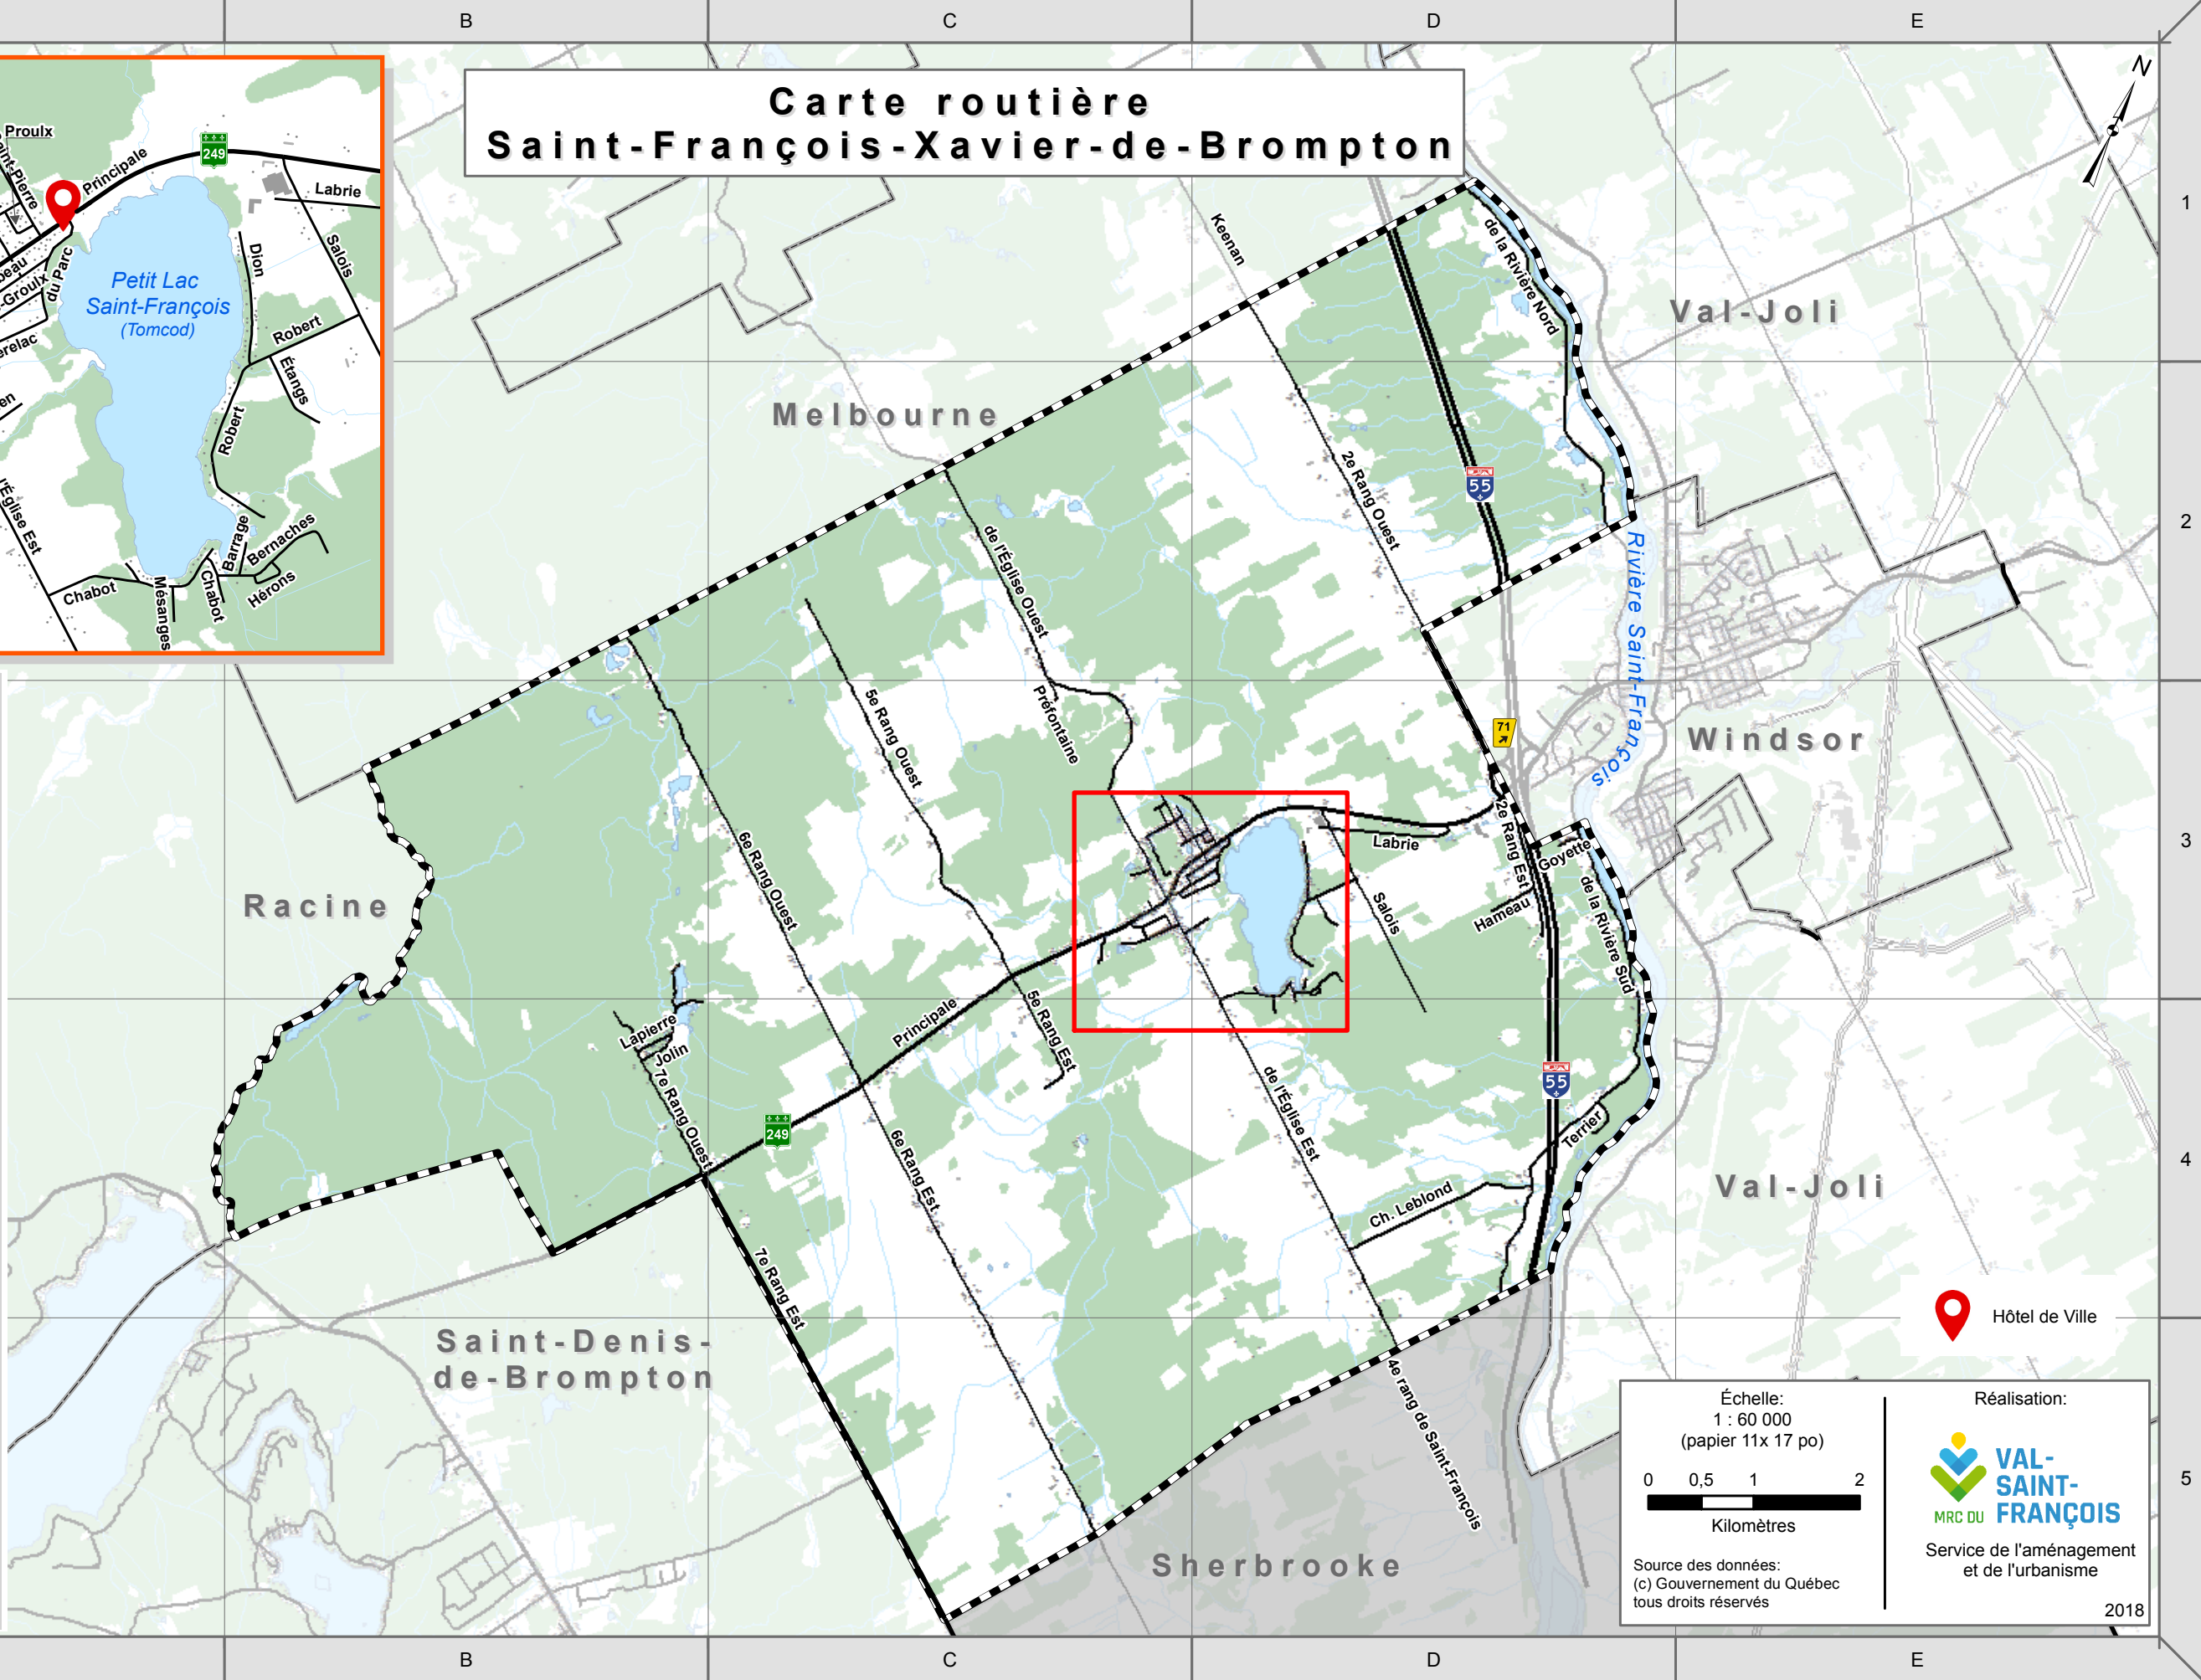 B
C
D
E
Carte routière
Saint-François-Xavier-de-Brompton
N
1
2
3
4
5
Proulx
249
Principale
Labrie
Salois
Dion
du Parc
Petit Lac
Saint-François
(Tomcod)
Robert
Étangs
Robert
l'Église Est
Barrage
Bernaches
Chabot
Mésanges
Chabot
Hérons
Keenan
de la Rivière Nord
Val-Joli
Melbourne
2e Rang Ouest
55
de l'Église Ouest
Rivière Saint-François
Préfontaine
5e Rang Ouest
71
Windsor
6e Rang Ouest
2e Rang Est
Labrie
Goyette
Racine
Salois
Hameau
de la Rivière Sud
Principale
5e Rang Est
Lapierre
Jolin
7e Rang Ouest
de l'Église Est
55
249
Terrier
6e Rang Est
Ch. Leblond
Val-Joli
7e Rang Est
Saint-Denis-
de-Brompton
4e rang de Saint-François
Sherbrooke
Hôtel de Ville
Échelle:
1 : 60 000
(papier 11x 17 po)
0 0,5 1 2
Kilomètres
Source des données:
(c) Gouvernement du Québec
tous droits réservés
Réalisation:
MRC DU
VAL-
SAINT-
FRANÇOIS
Service de l'aménagement
et de l'urbanisme
2018
B
C
D
E